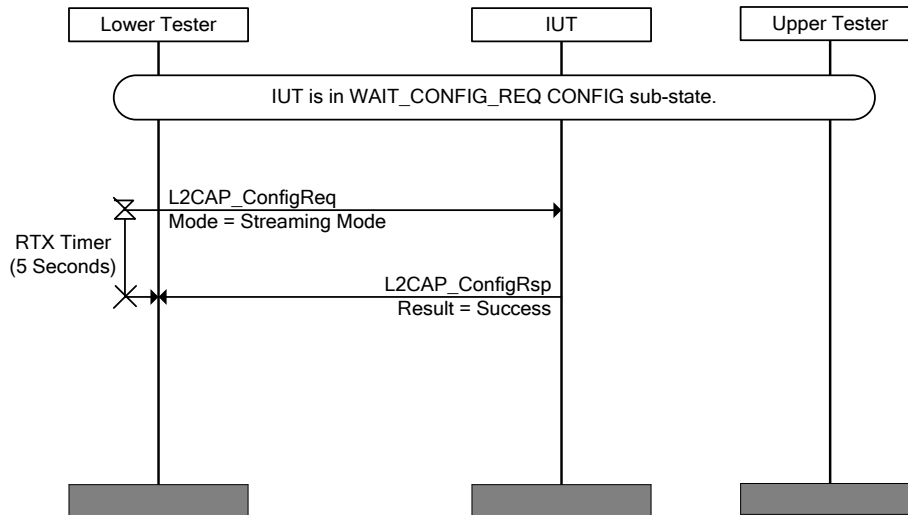 Lower Tester
IUT
Upper Tester
IUT is in WAIT_CONFIG_REQ CONFIG sub-state.
L2CAP_ConfigReq
Mode = Streaming Mode
RTX Timer
(5 Seconds)
L2CAP_ConfigRsp
Result = Success